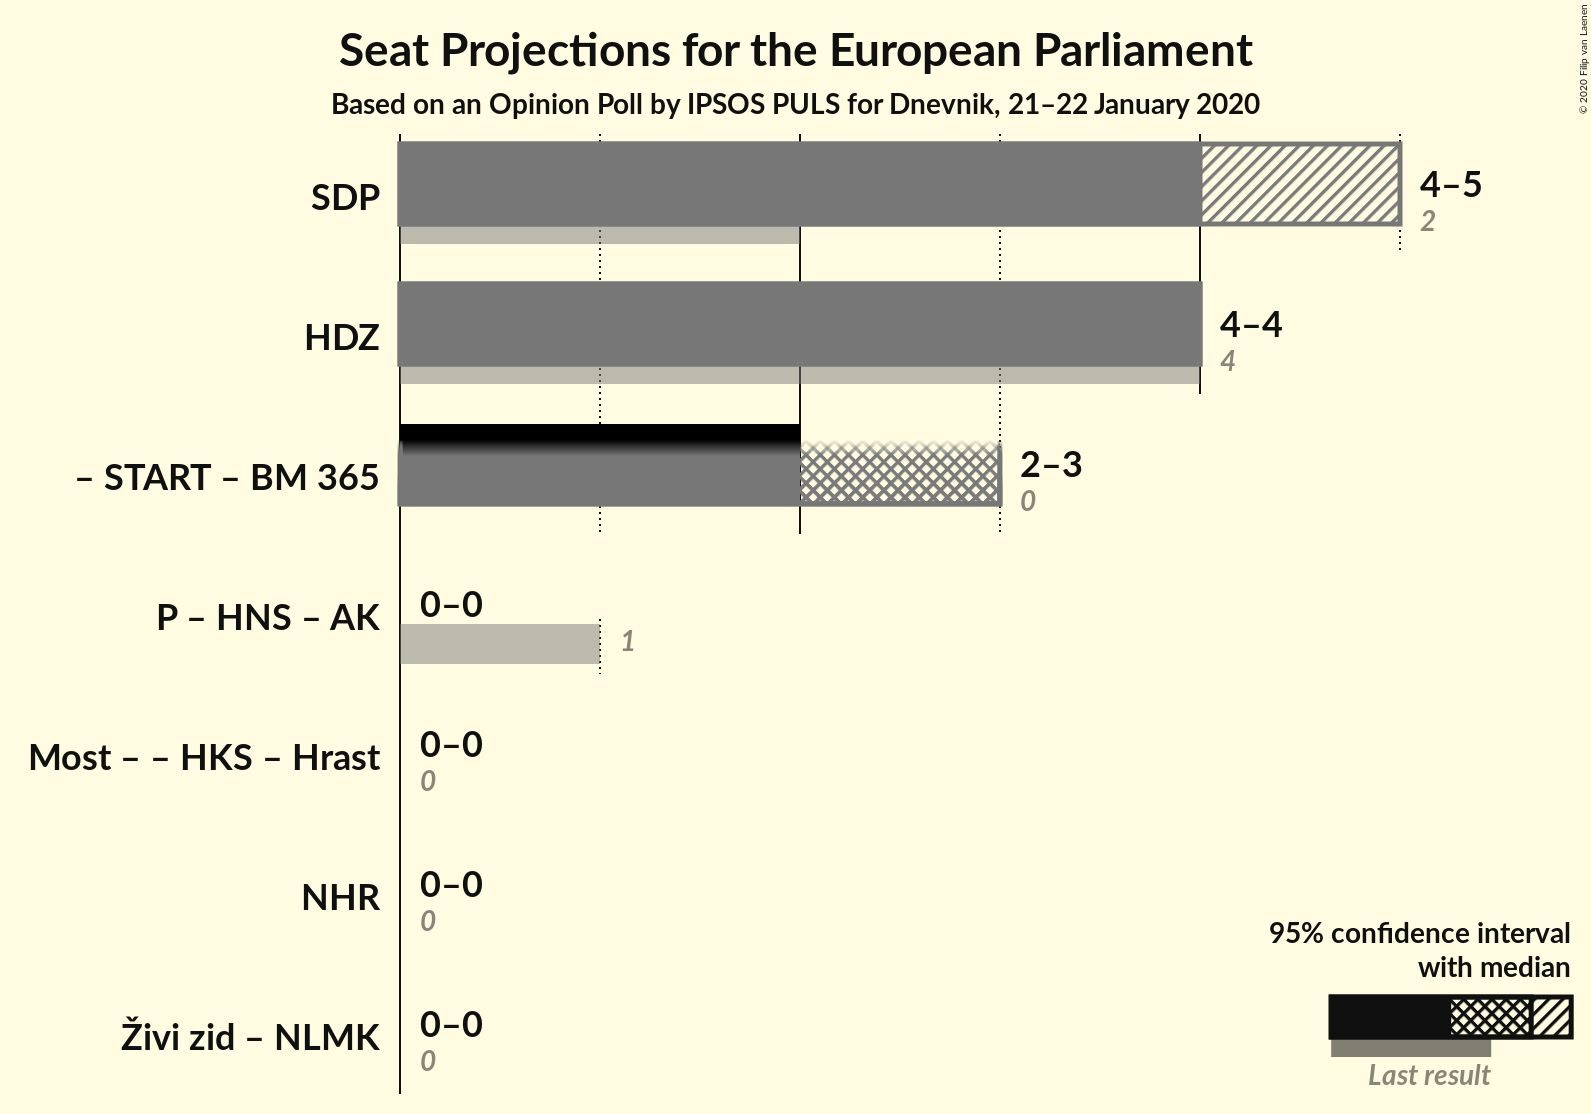 Seat Projections for the European Parliament
Based on an Opinion Poll by IPSOS PULS for Dnevnik, 21–22 January 2020
© 2020 Filip van Laenen
SDP
4–5
2
HDZ
4–4
4
– START – BM 365
2–3
0
P – HNS – AK
0–0
1
Most – – HKS – Hrast
0–0
0
NHR
0–0
0
Živi zid – NLMK
0–0
0
95% confidence interval
with median
Last result